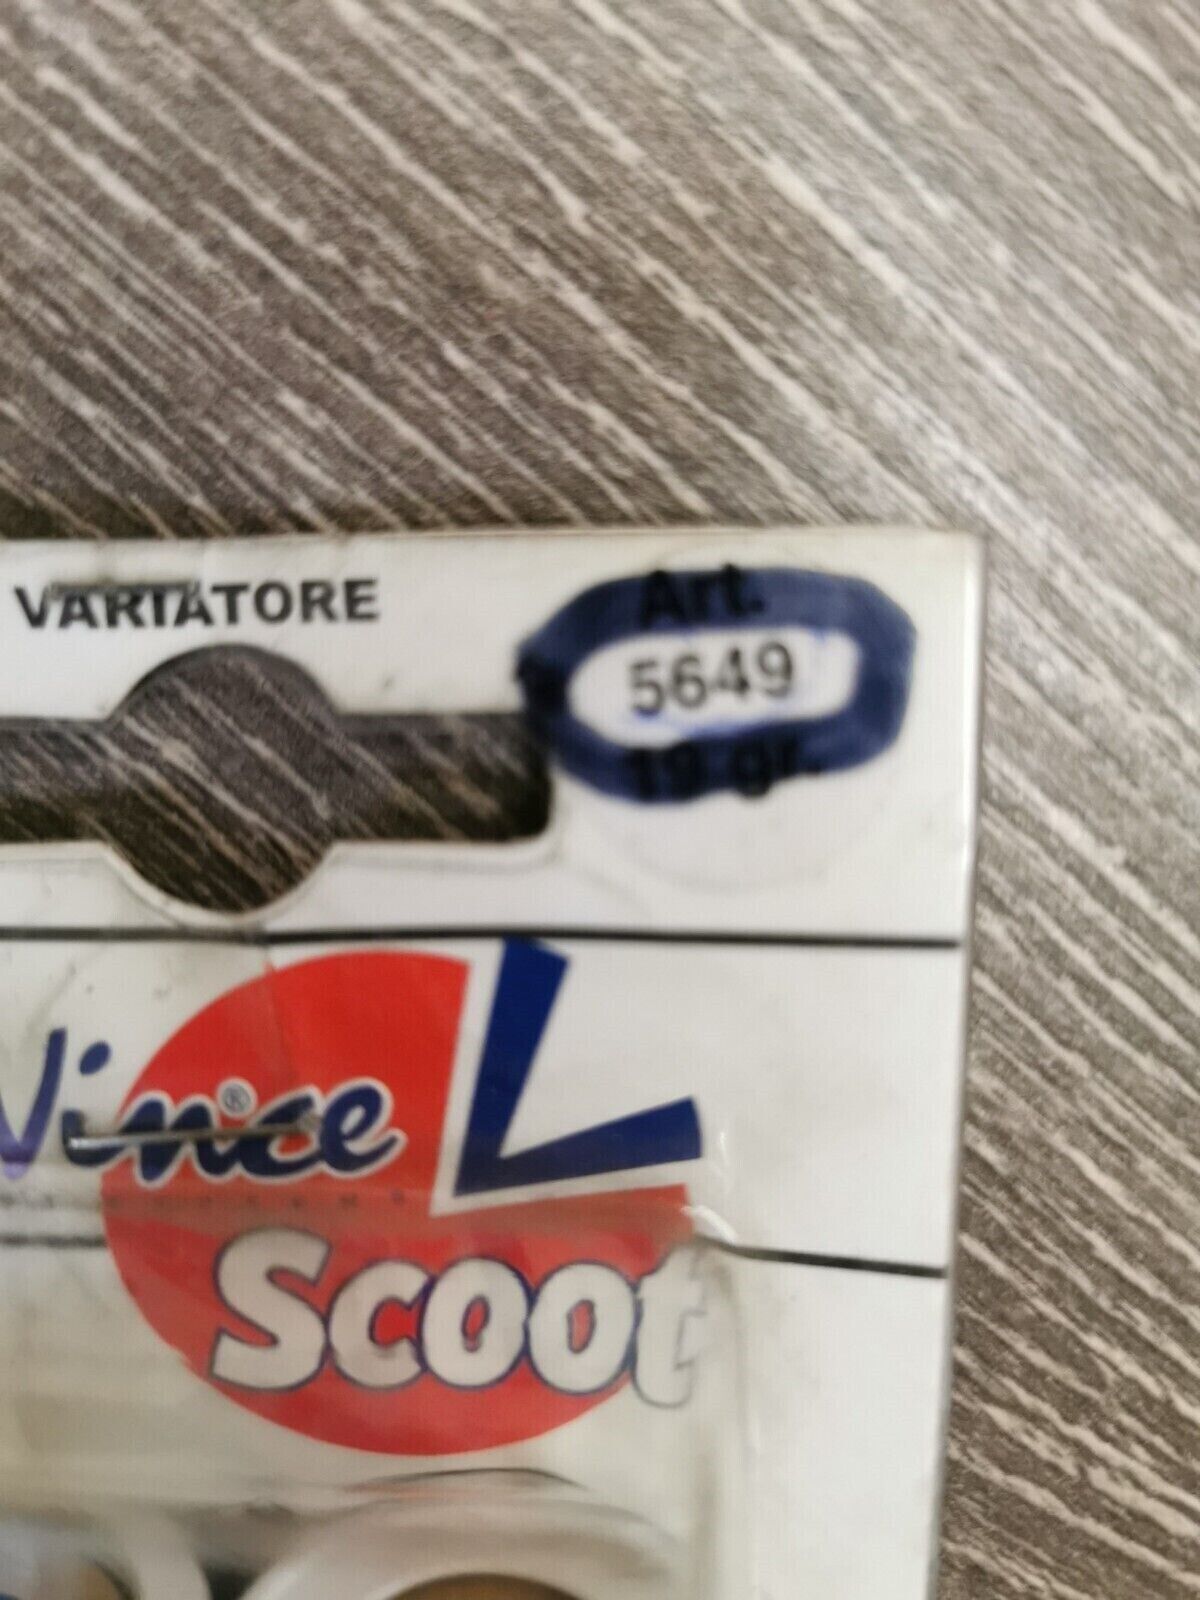 VARIATORE
Art.
5649
19 gr.
Vince®
Scoot